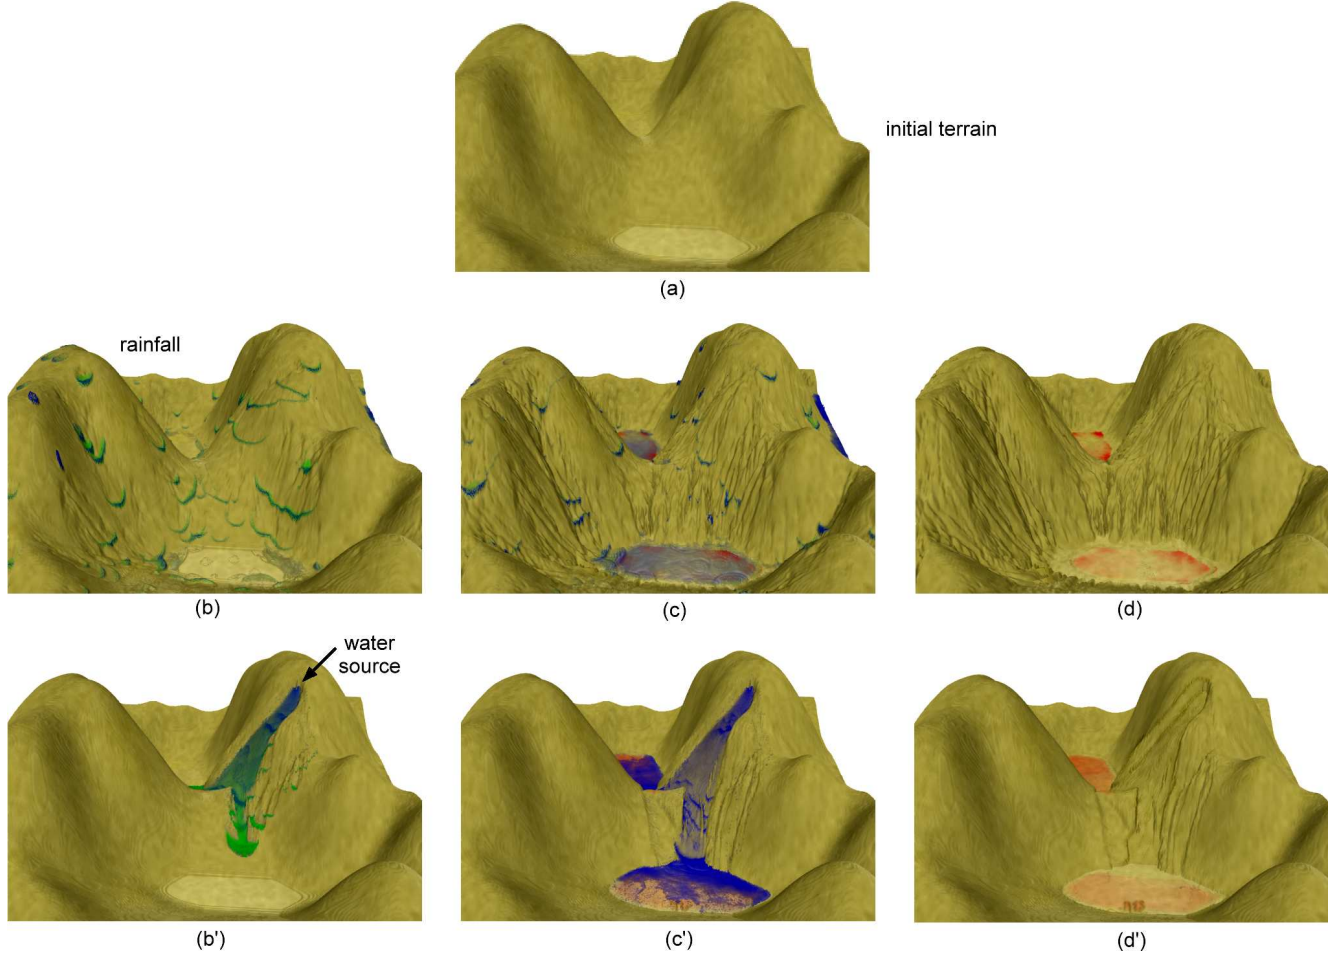 initial terrain
(a)
rainfall
(b)
(c)
(d)
water
source
(b')
(c')
(d')